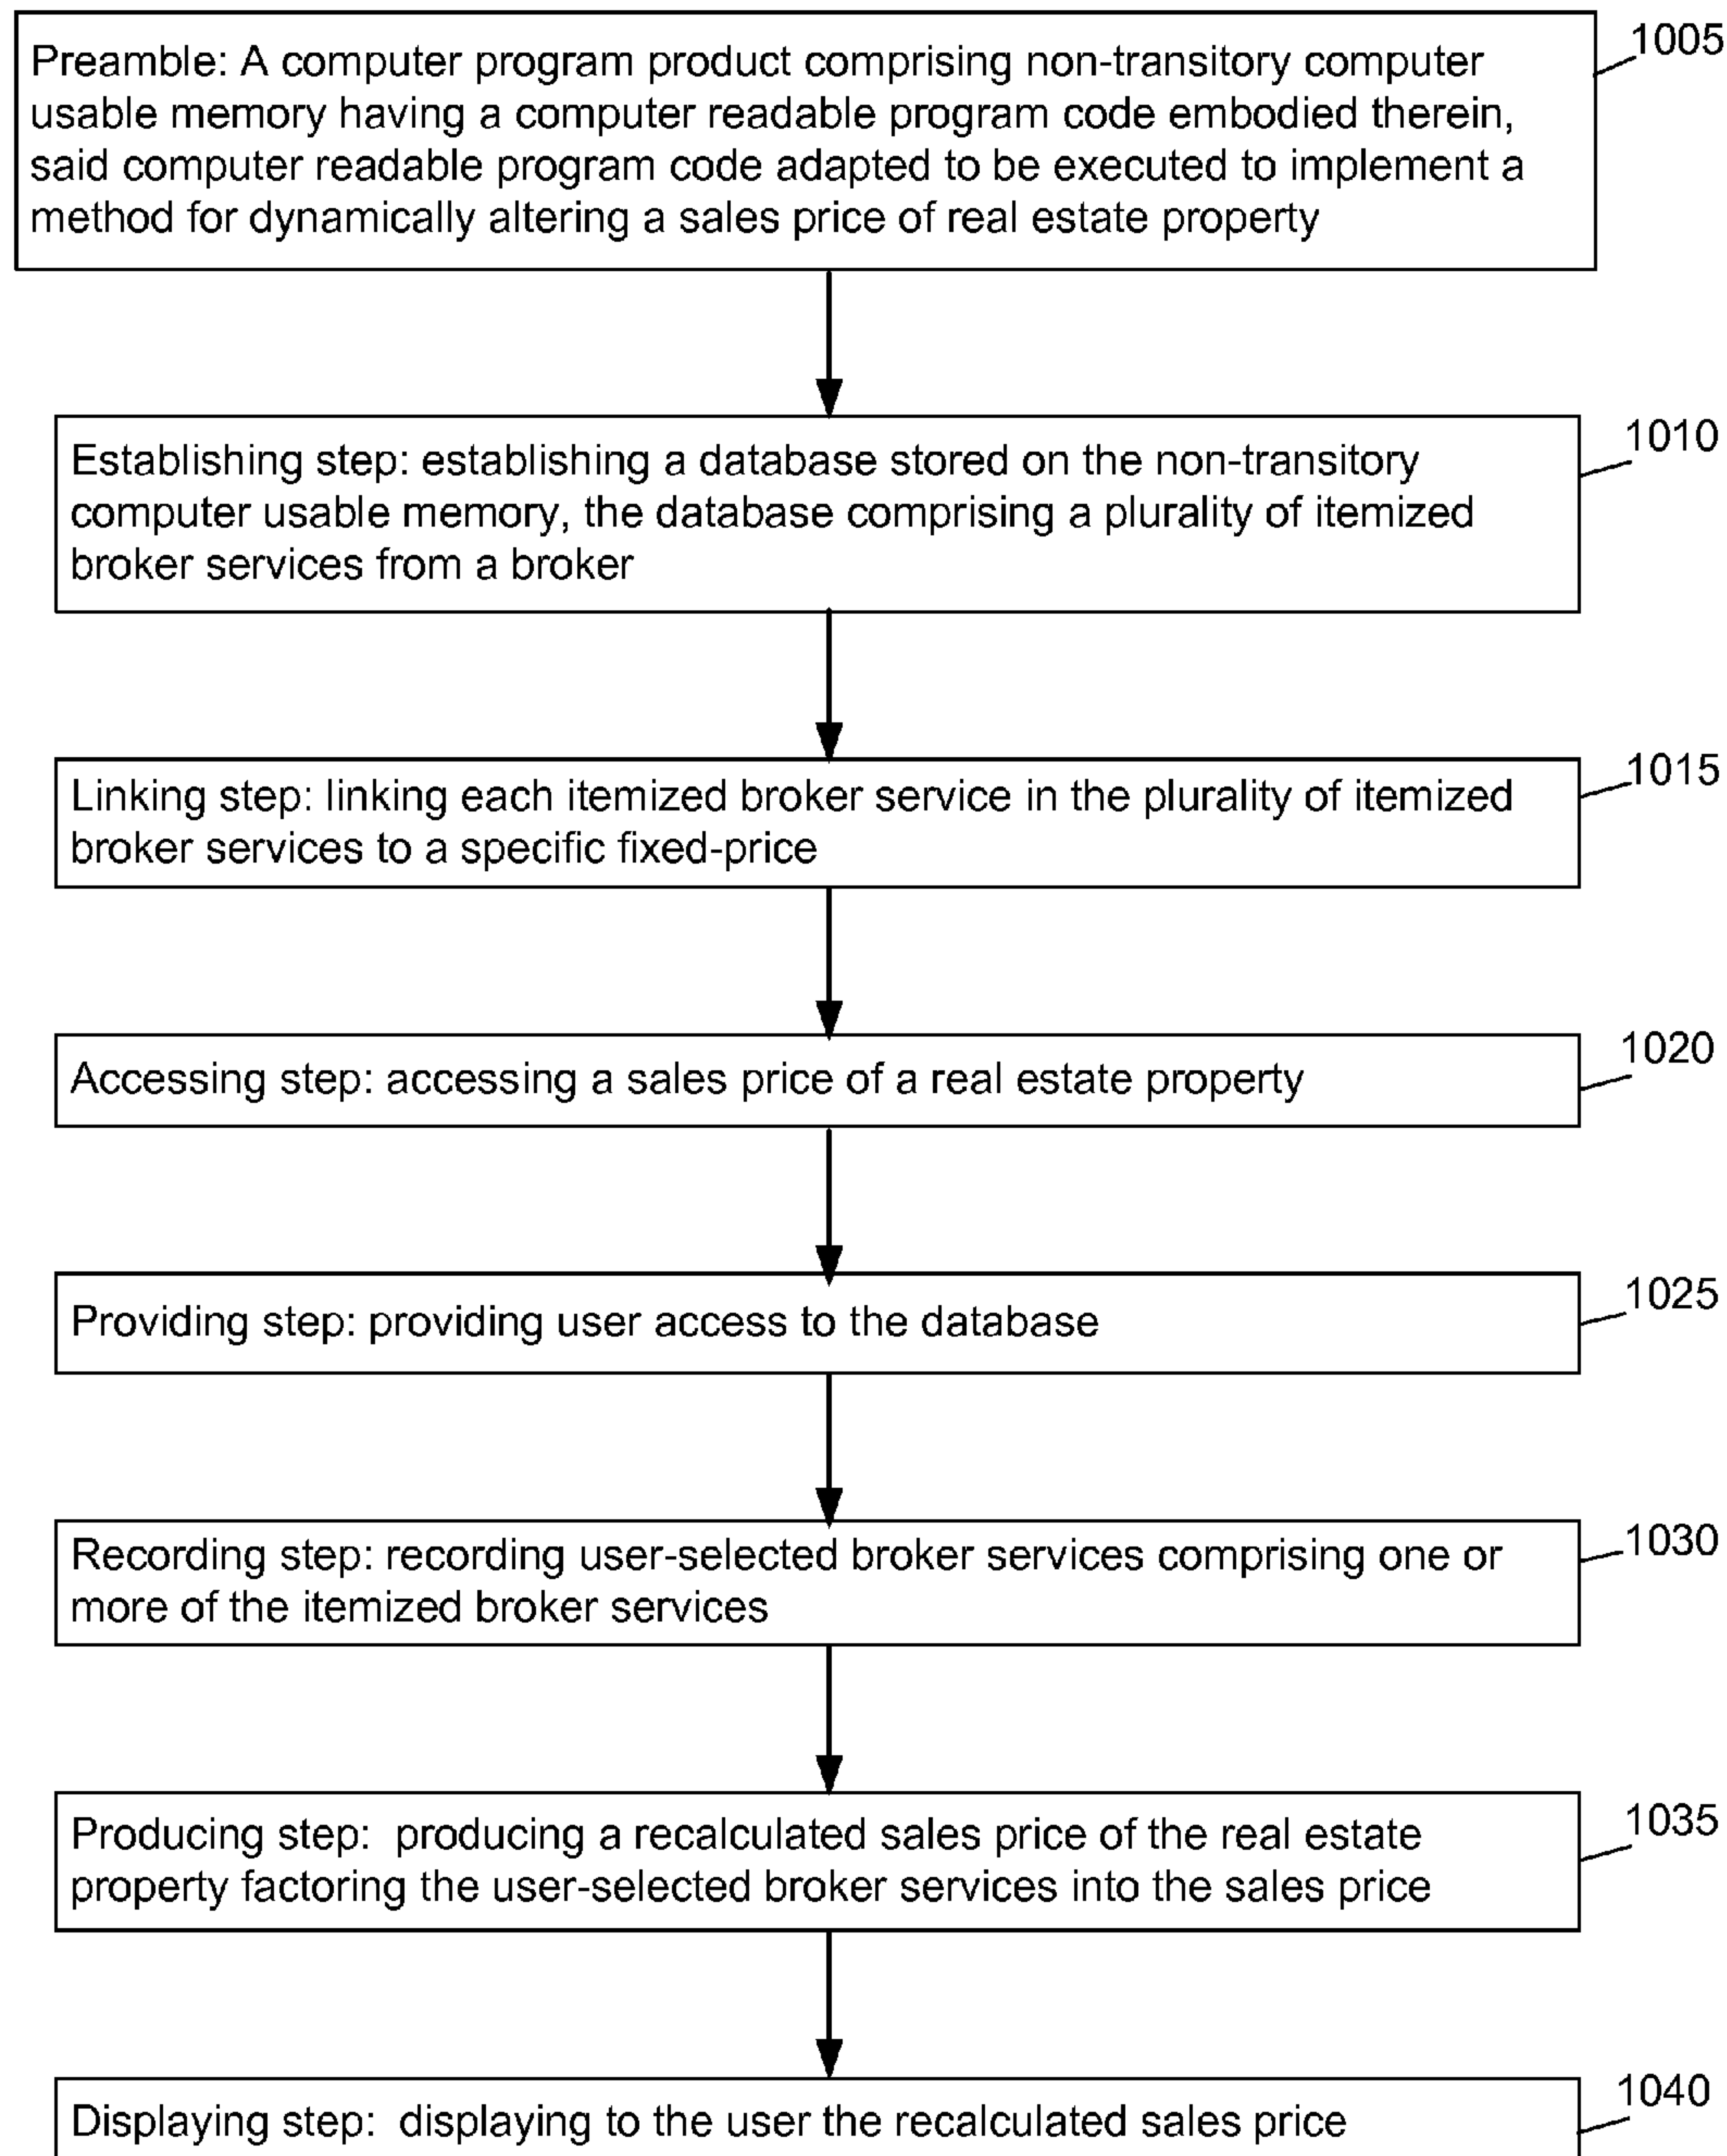 Preamble: A computer program product comprising non-transitory computer
usable memory having a computer readable program code embodied therein,
said computer readable program code adapted to be executed to implement a
method for dynamically altering a sales price of real estate property
1005
Establishing step: establishing a database stored on the non-transitory
computer usable memory, the database comprising a plurality of itemized
broker services from a broker
1010
Linking step: linking each itemized broker service in the plurality of itemized
broker services to a specific fixed-price
1015
Accessing step: accessing a sales price of a real estate property
1020
Providing step: providing user access to the database
1025
Recording step: recording user-selected broker services comprising one or
more of the itemized broker services
1030
Producing step: producing a recalculated sales price of the real estate
property factoring the user-selected broker services into the sales price
1035
Displaying step: displaying to the user the recalculated sales price
1040